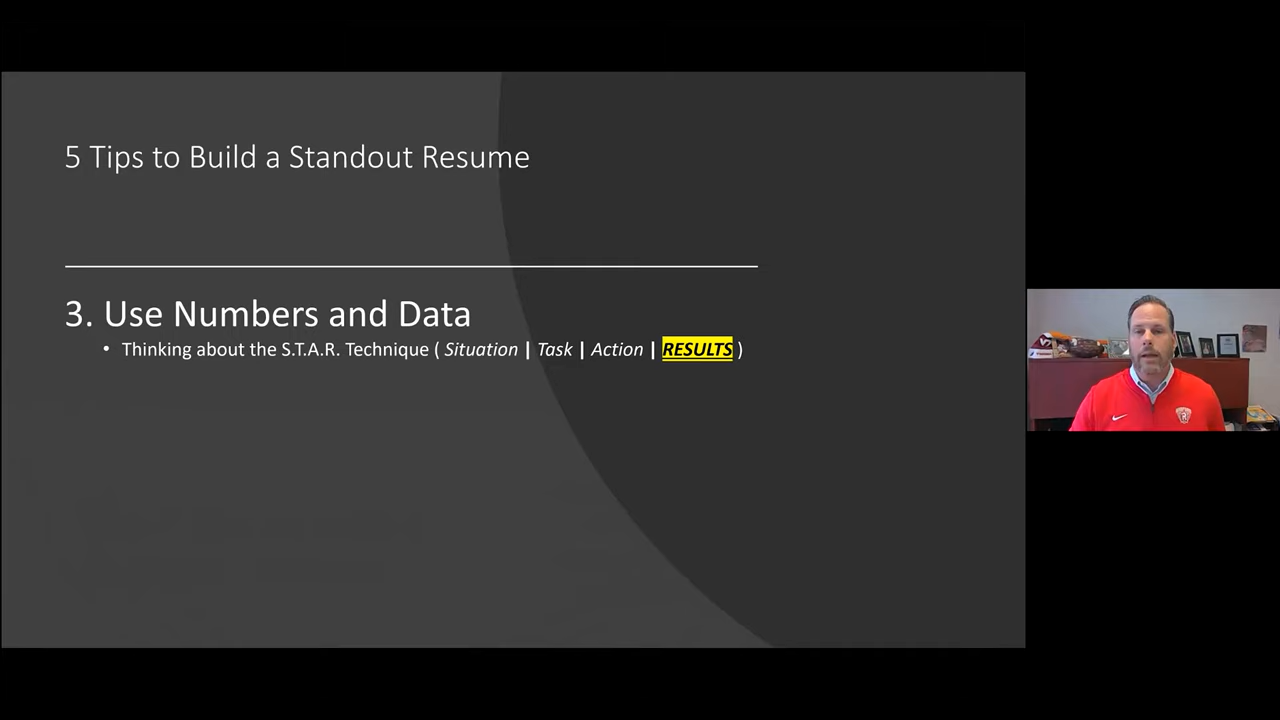 5 Tips to Build a Standout Resume
3. Use Numbers and Data
• Thinking about the S.T.A.R. Technique ( Situation | Task | Action | RESULTS )